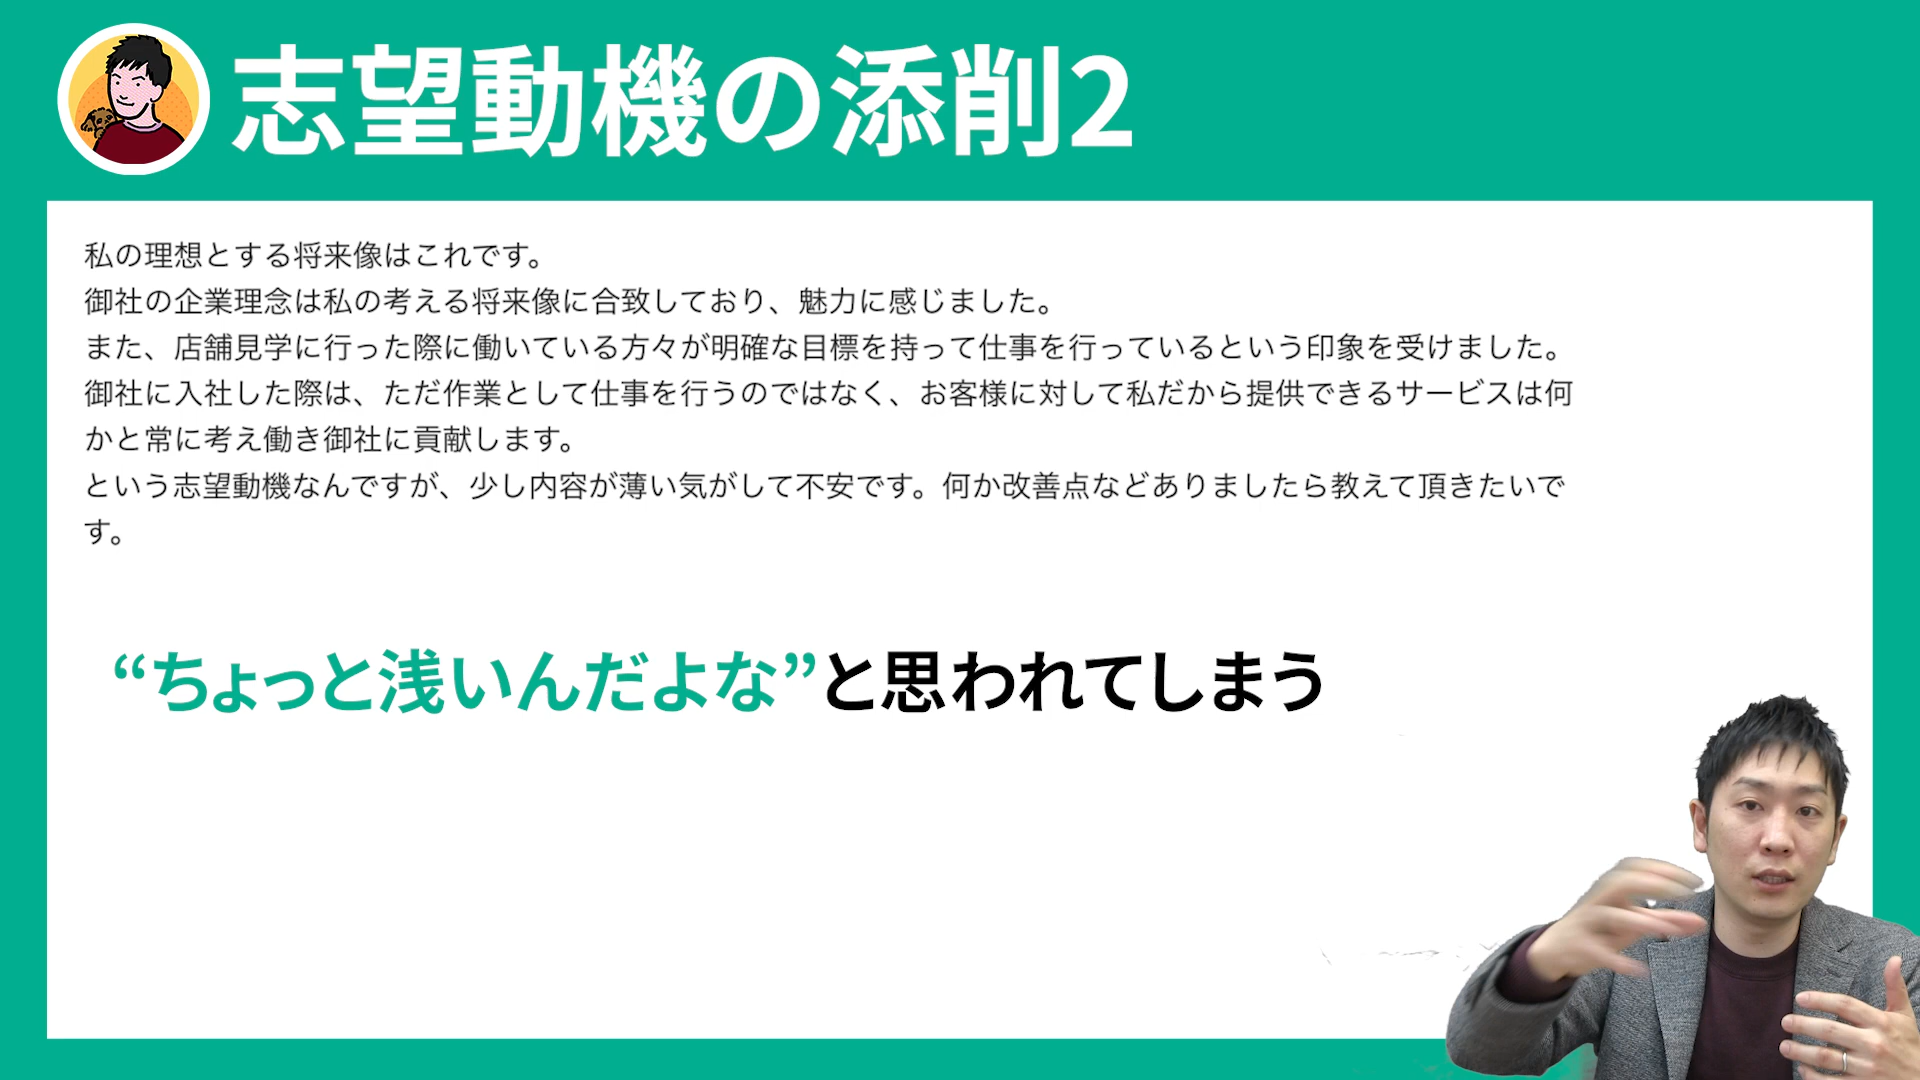 志望動機の添削2
私の理想とする将来像はこれです。
御社の企業理念は私の考える将来像に合致しており、魅力に感じました。
また、店舗見学に行った際に働いている方々が明確な目標を持って仕事を行っているという印象を受けました。
御社に入社した際は、ただ作業として仕事を行うのではなく、お客様に対して私だから提供できるサービスは何
かと常に考え働き御社に貢献します。
という志望動機なんですが、少し内容が薄い気がして不安です。何か改善点などありましたら教えて頂きたいで
す。
“ちょっと浅いんだよな”と思われてしまう